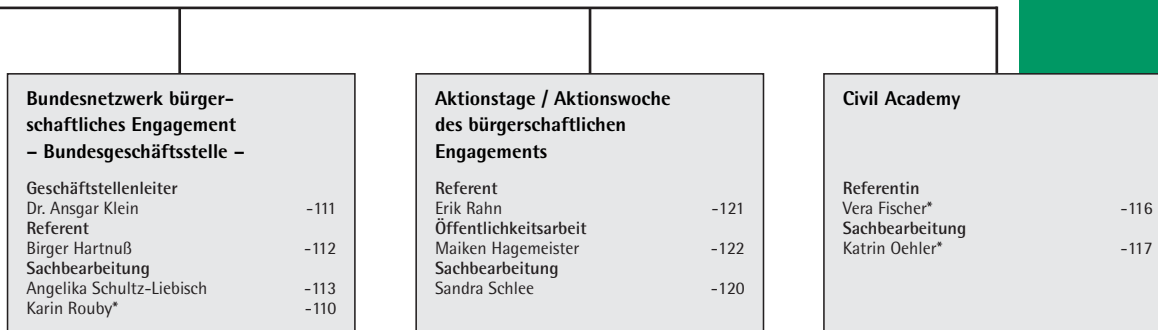 Bundesnetzwerk bürger-
schaftliches Engagement
– Bundesgeschäftsstelle –
Geschäftstellenleiter
Dr. Ansgar Klein -111
Referent
Birger Hartnuß -112
Sachbearbeitung
Angelika Schultz-Liebisch -113
Karin Rouby* -110
Aktionstage / Aktionswoche
des bürgerschaftlichen
Engagements
Referent
Erik Rahn -121
Öffentlichkeitsarbeit
Maiken Hagemeister -122
Sachbearbeitung
Sandra Schlee -120
Civil Academy
Referentin
Vera Fischer* -116
Sachbearbeitung
Katrin Oehler* -117